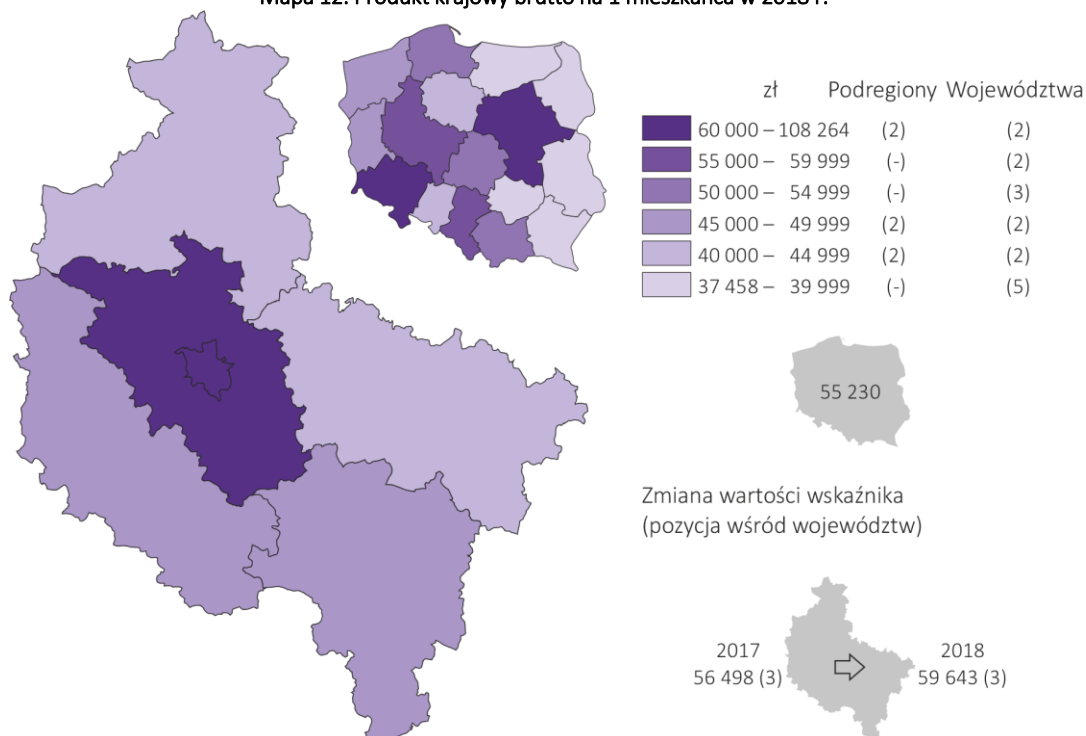 Mapa 12. Produkt krajowy brutto na 1 mieszkańca w 2018 r.
zł Podregiony Województwa
60 000 – 108 264 (2) (2)
55 000 – 59 999 (-) (2)
50 000 – 54 999 (-) (3)
45 000 – 49 999 (2) (2)
40 000 – 44 999 (2) (2)
37 458 – 39 999 (-) (5)
55 230
Zmiana wartości wskaźnika
(pozycja wśród województw)
2017
56 498 (3)
2018
59 643 (3)